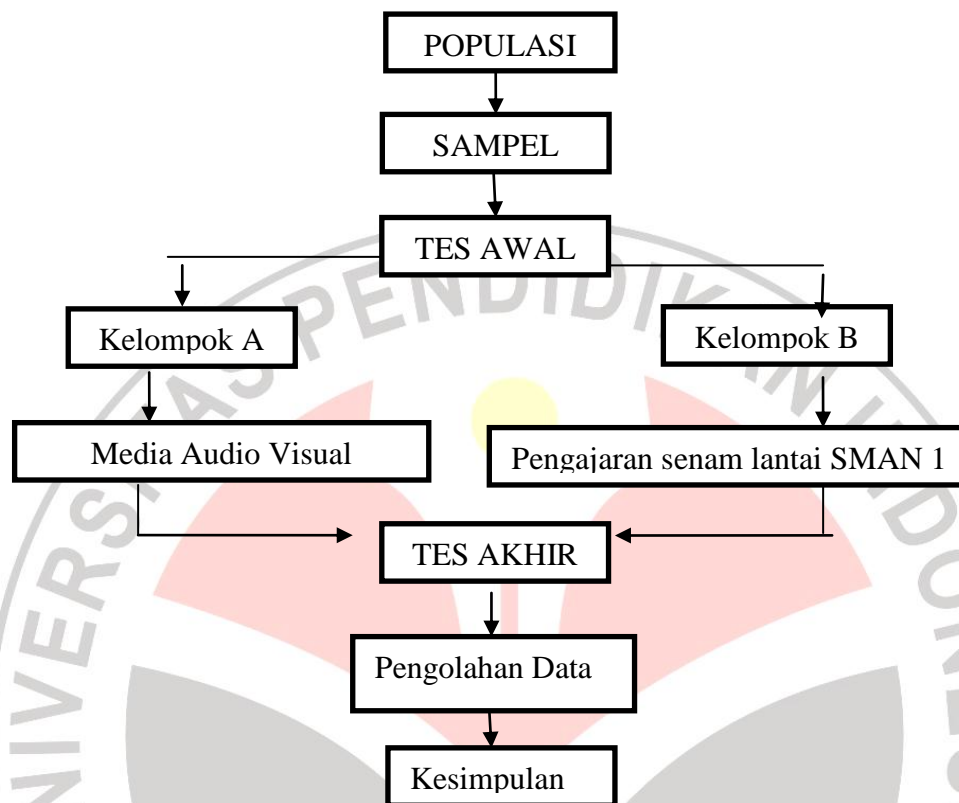 POPULASI
SAMPEL
TES AWAL
Kelompok A
Kelompok B
Media Audio Visual
Pengajaran senam lantai SMAN 1
TES AKHIR
Pengolahan Data
Kesimpulan